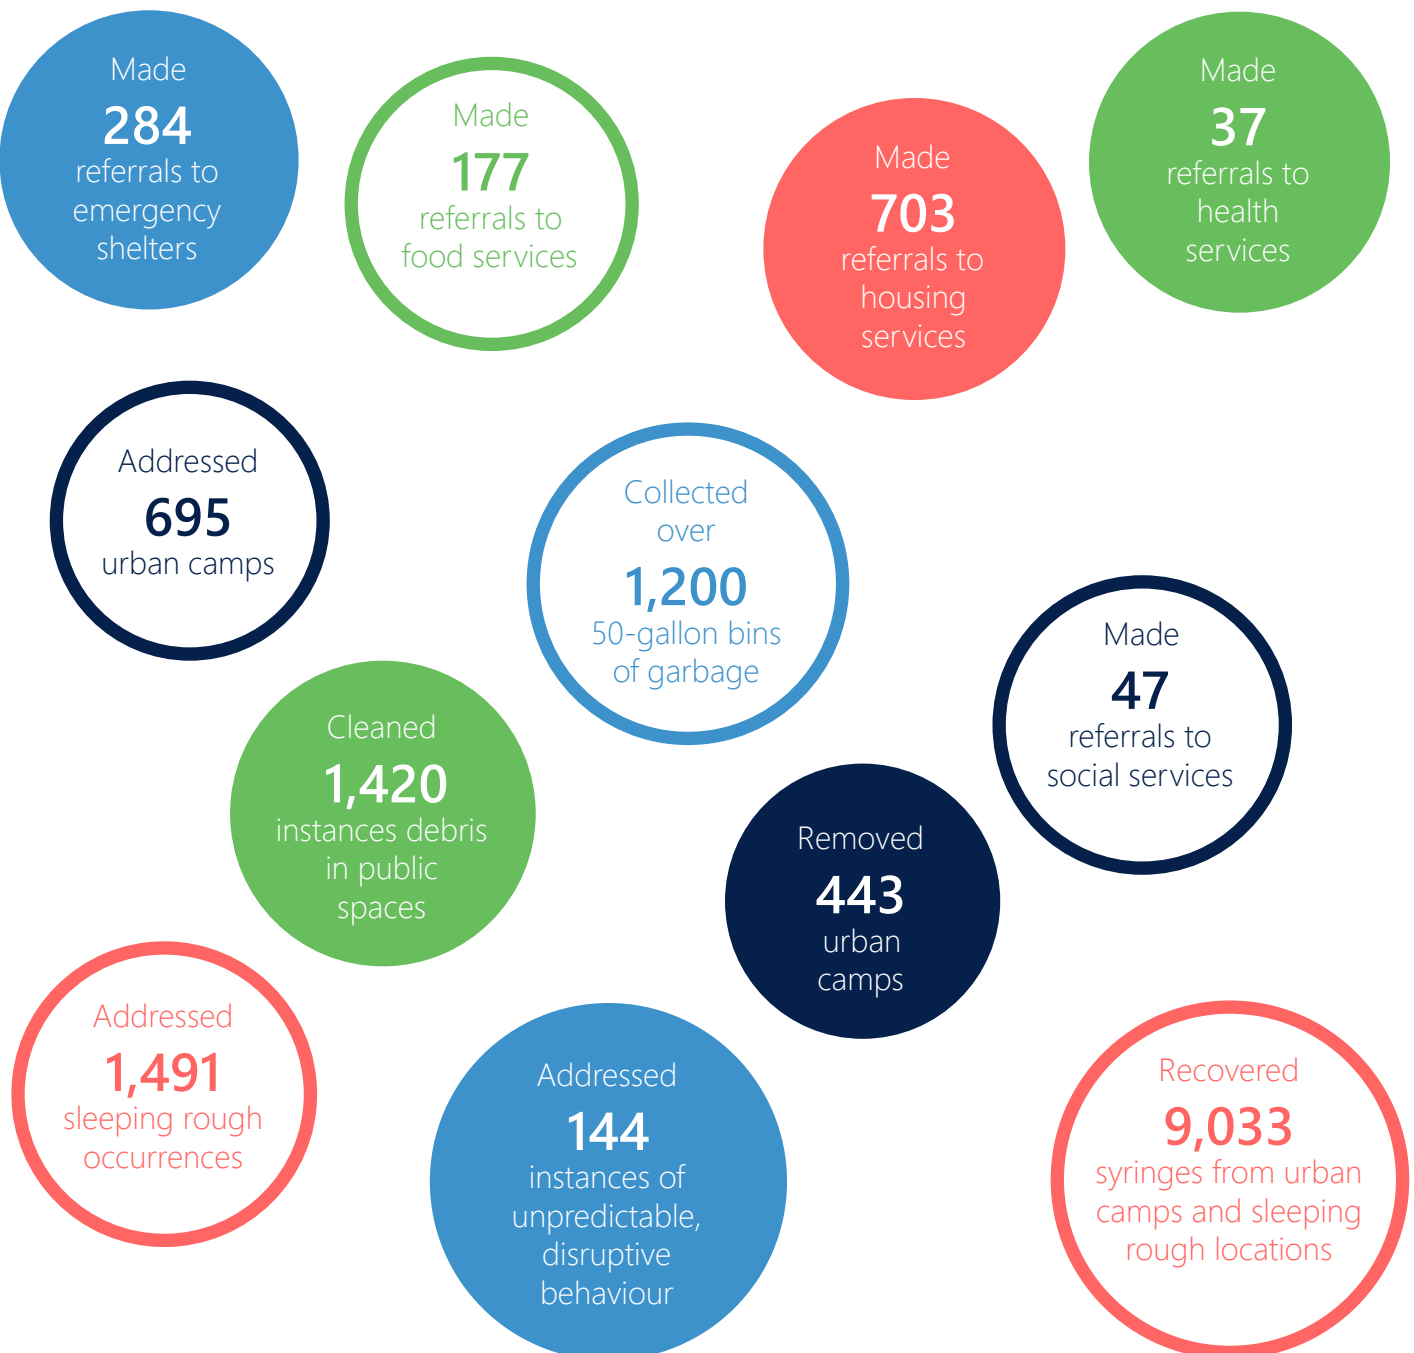 Made
284
referrals to
emergency
shelters
Made
177
referrals to
food services
Made
703
referrals to
housing
services
Made
37
referrals to
health
services
Addressed
695
urban camps
Collected
over
1,200
50-gallon bins
of garbage
Made
47
referrals to
social services
Cleaned
1,420
instances debris
in public
spaces
Removed
443
urban
camps
Addressed
1,491
sleeping rough
occurrences
Addressed
144
instances of
unpredictable,
disruptive
behaviour
Recovered
9,033
syringes from urban
camps and sleeping
rough locations